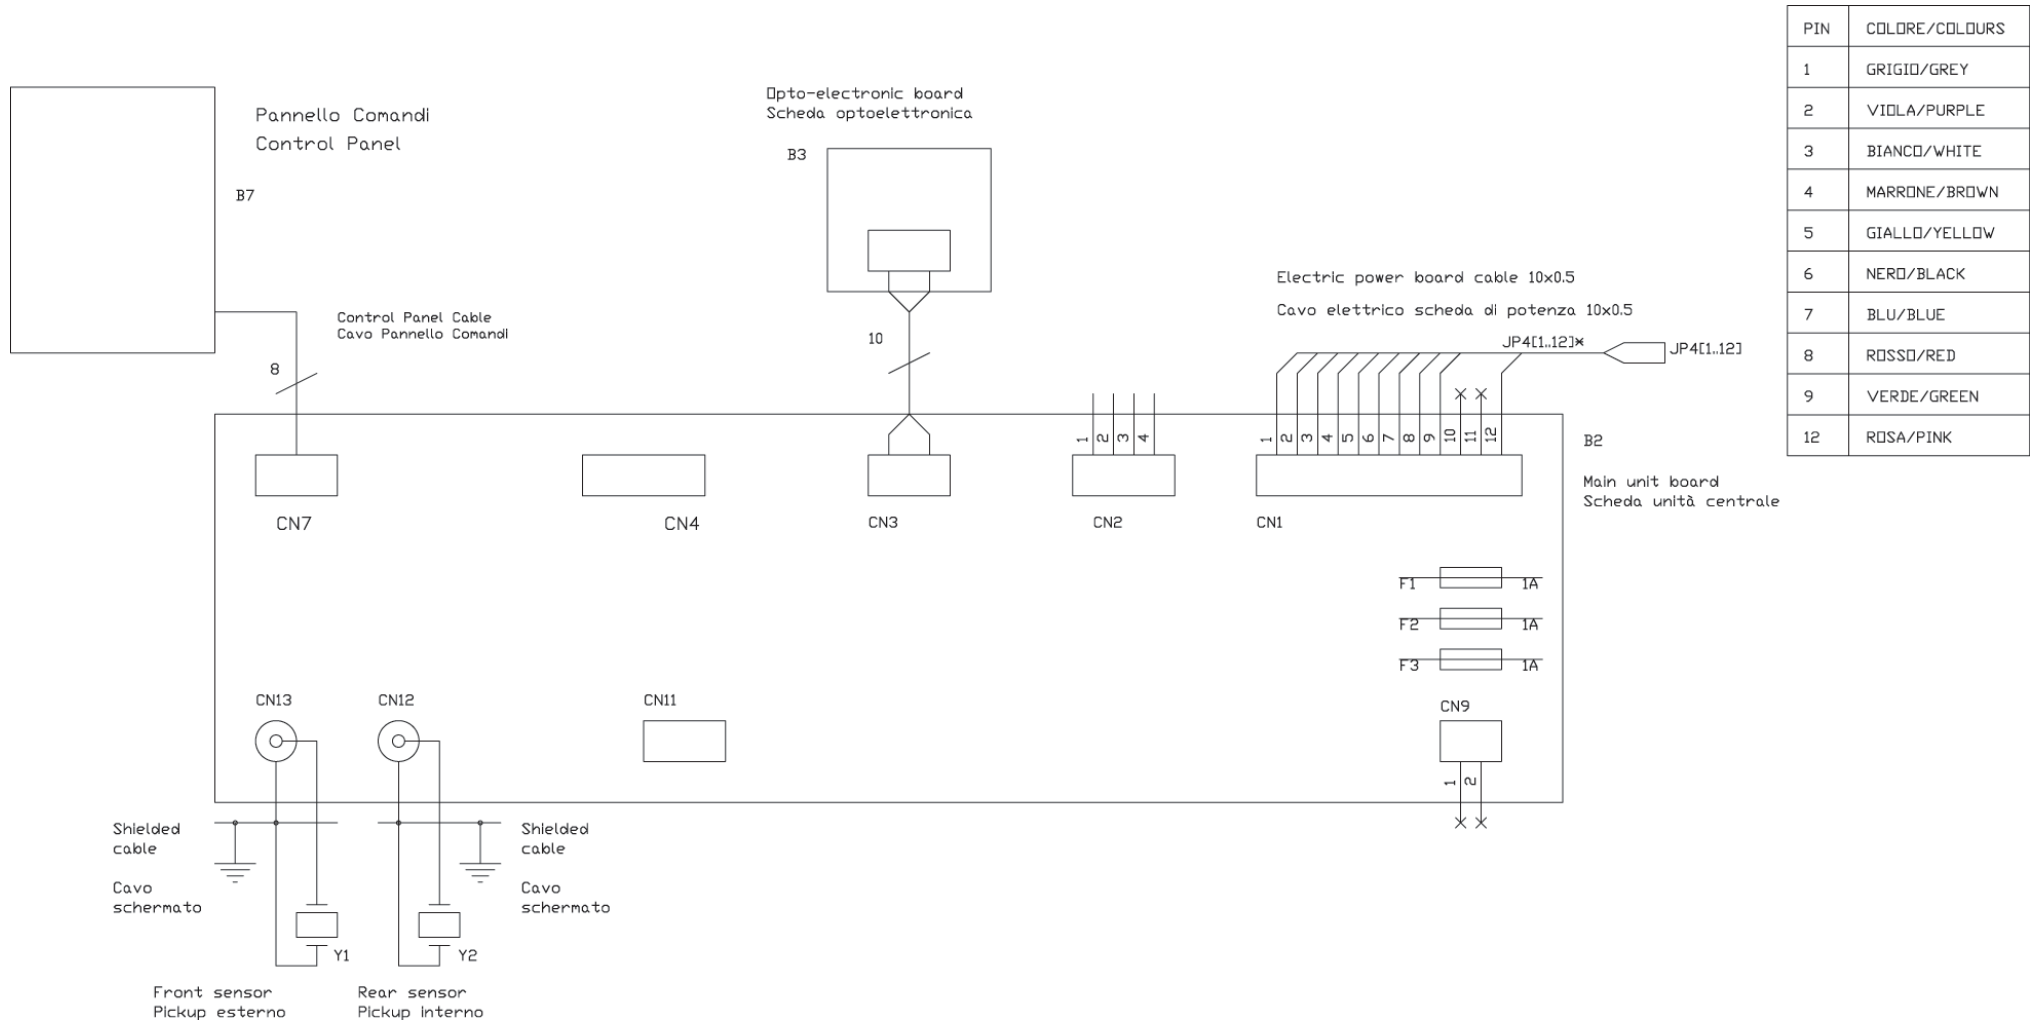 PIN COLORE/COLOURS
1 GRIGIO/GREY
2 VIOLA/PURPLE
3 BIANCO/WHITE
4 MARRONE/BROWN
5 GIALLO/YELLOW
6 NERO/BLACK
7 BLU/BLUE
8 ROSSO/RED
9 VERDE/GREEN
12 ROSA/PINK
Pannello Comandi
Control Panel
B7
Control Panel Cable
Cavo Pannello Comandi
8
Opto-electronic board
Scheda optoelettronica
B3
10
Electric power board cable 10x0.5
Cavo elettrico scheda di potenza 10x0.5
JP4[1..12]*
JP4[1..12]
1 2 3 4
1 2 3 4 5 6 7 8 9 10 11 12
B2
Main unit board
Scheda unità centrale
CN7
CN4
CN3
CN2
CN1
F1 1A
F2 1A
F3 1A
CN13
CN12
CN11
CN9
1 2
Shielded
cable
Cavo
schermato
Shielded
cable
Cavo
schermato
Y1
Y2
Front sensor
Pickup esterno
Rear sensor
Pickup interno